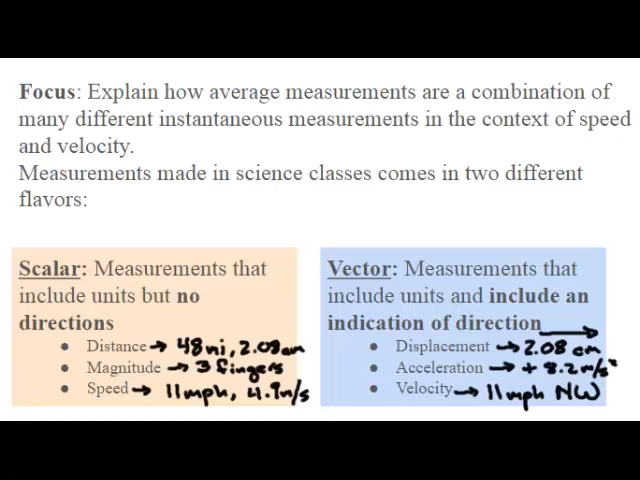 Focus: Explain how average measurements are a combination of
many different instantaneous measurements in the context of speed
and velocity.
Measurements made in science classes comes in two different
flavors:
Scalar: Measurements that
include units but no
directions
● Distance → 48 mi, 2.08 cm
● Magnitude → 3 fingers
● Speed → 11 mph, 4.9 m/s
Vector: Measurements that
include units and include an
indication of direction
● Displacement → 2.08 cm
● Acceleration → + 8.2 m/s²
● Velocity → 11 mph NW